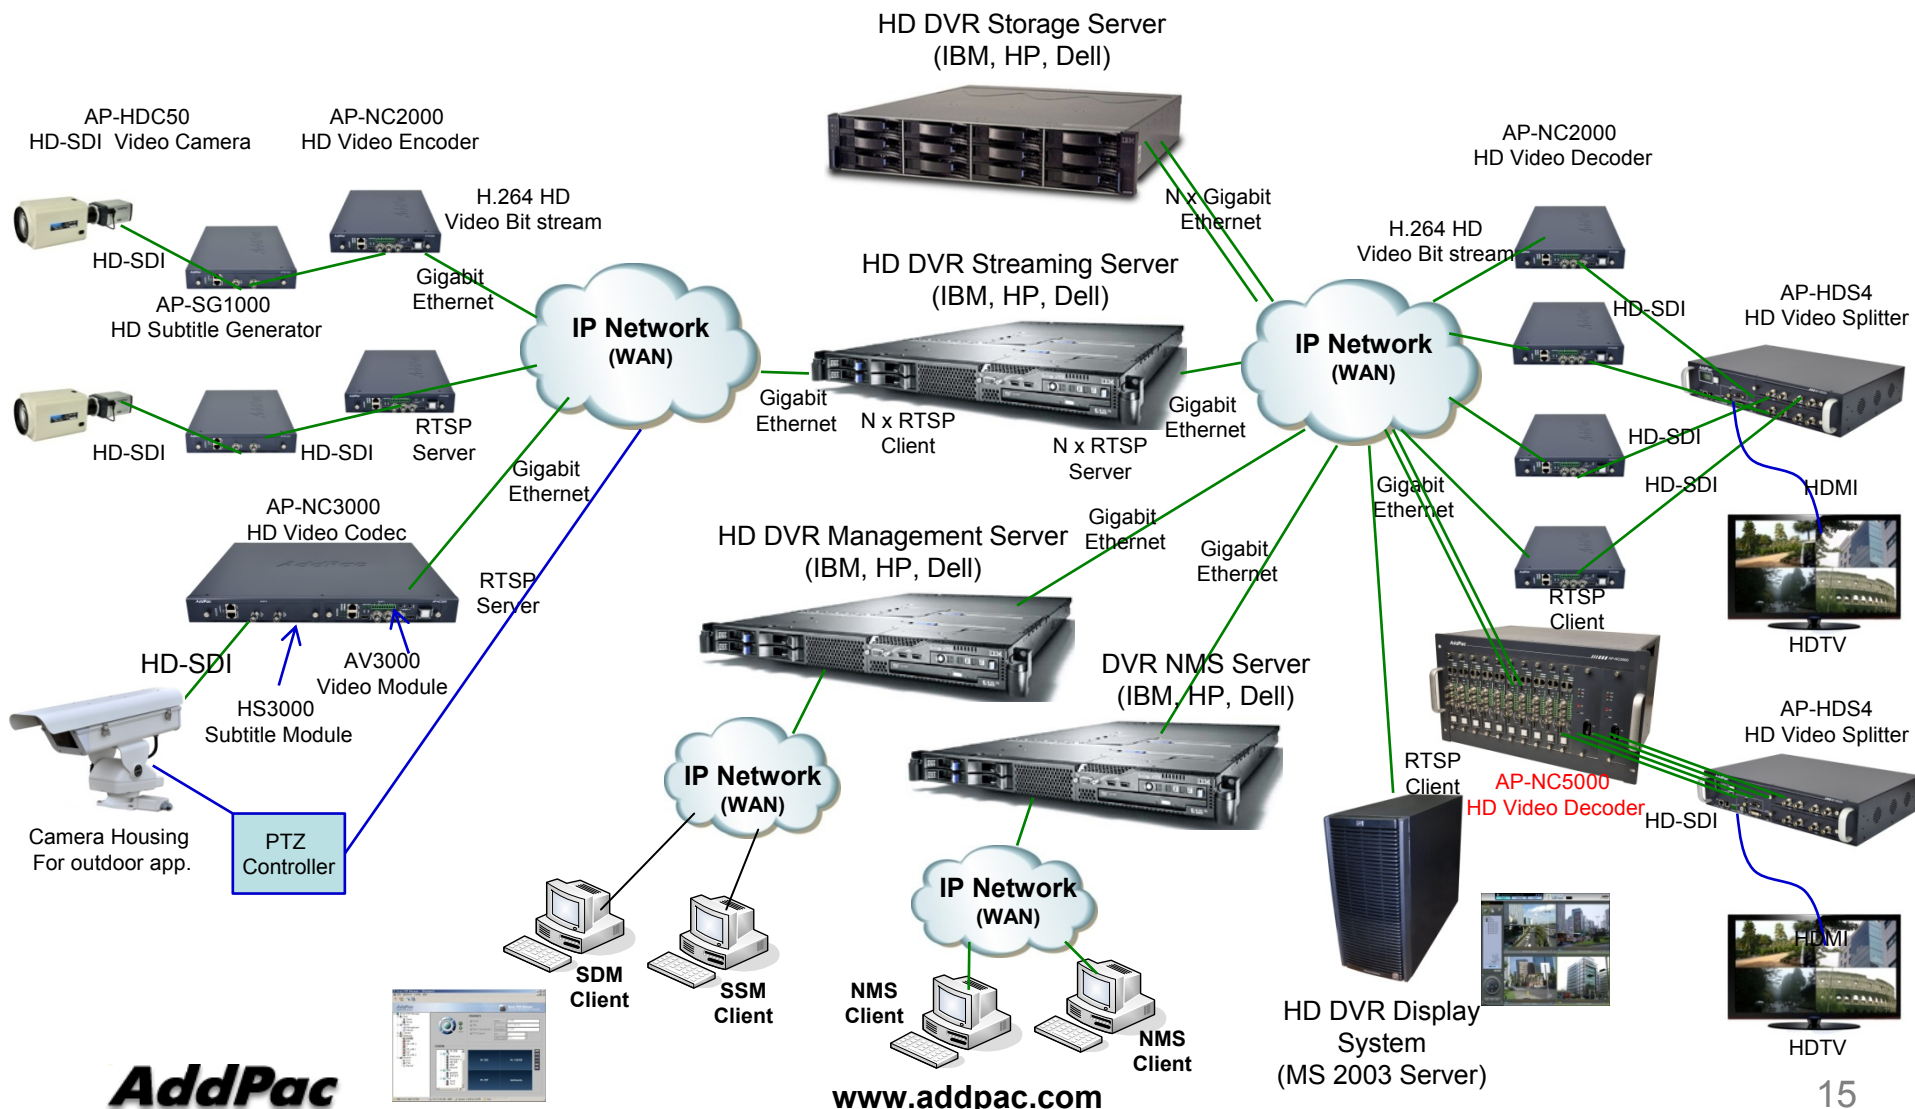 HD DVR Storage Server
(IBM, HP, Dell)
AP-HDC50
HD-SDI  Video Camera
AP-NC2000
HD Video Encoder
AP-NC2000
HD Video Decoder
H.264 HD
Video Bit stream
N x Gigabit
Ethernet
H.264 HD
Video Bit stream
HD-SDI
Gigabit
Ethernet
HD DVR Streaming Server
(IBM, HP, Dell)
AP-SG1000
HD Subtitle Generator
HD-SDI
AP-HDS4
HD Video Splitter
IP Network
(WAN)
IP Network
(WAN)
Gigabit
Ethernet
N x RTSP
Client
N x RTSP
Server
Gigabit
Ethernet
HD-SDI
HD-SDI
RTSP
Server
HD-SDI
Gigabit
Ethernet
Gigabit
Ethernet
HD-SDI
HDMI
AP-NC3000
HD Video Codec
AddPac
AddPac
HD DVR Management Server
(IBM, HP, Dell)
Gigabit
Ethernet
Gigabit
Ethernet
RTSP
Server
RTSP
Client
HDTV
HD-SDI
AV3000
Video Module
HS3000
Subtitle Module
DVR NMS Server
(IBM, HP, Dell)
AddPac
AP-HDS4
HD Video Splitter
IP Network
(WAN)
RTSP
Client
AP-NC5000
HD Video Decoder
HD-SDI
Camera Housing
For outdoor app.
PTZ
Controller
IP Network
(WAN)
HDMI
SDM
Client
SSM
Client
NMS
Client
NMS
Client
HD DVR Display
System
(MS 2003 Server)
HDTV
AddPac
www.addpac.com
15